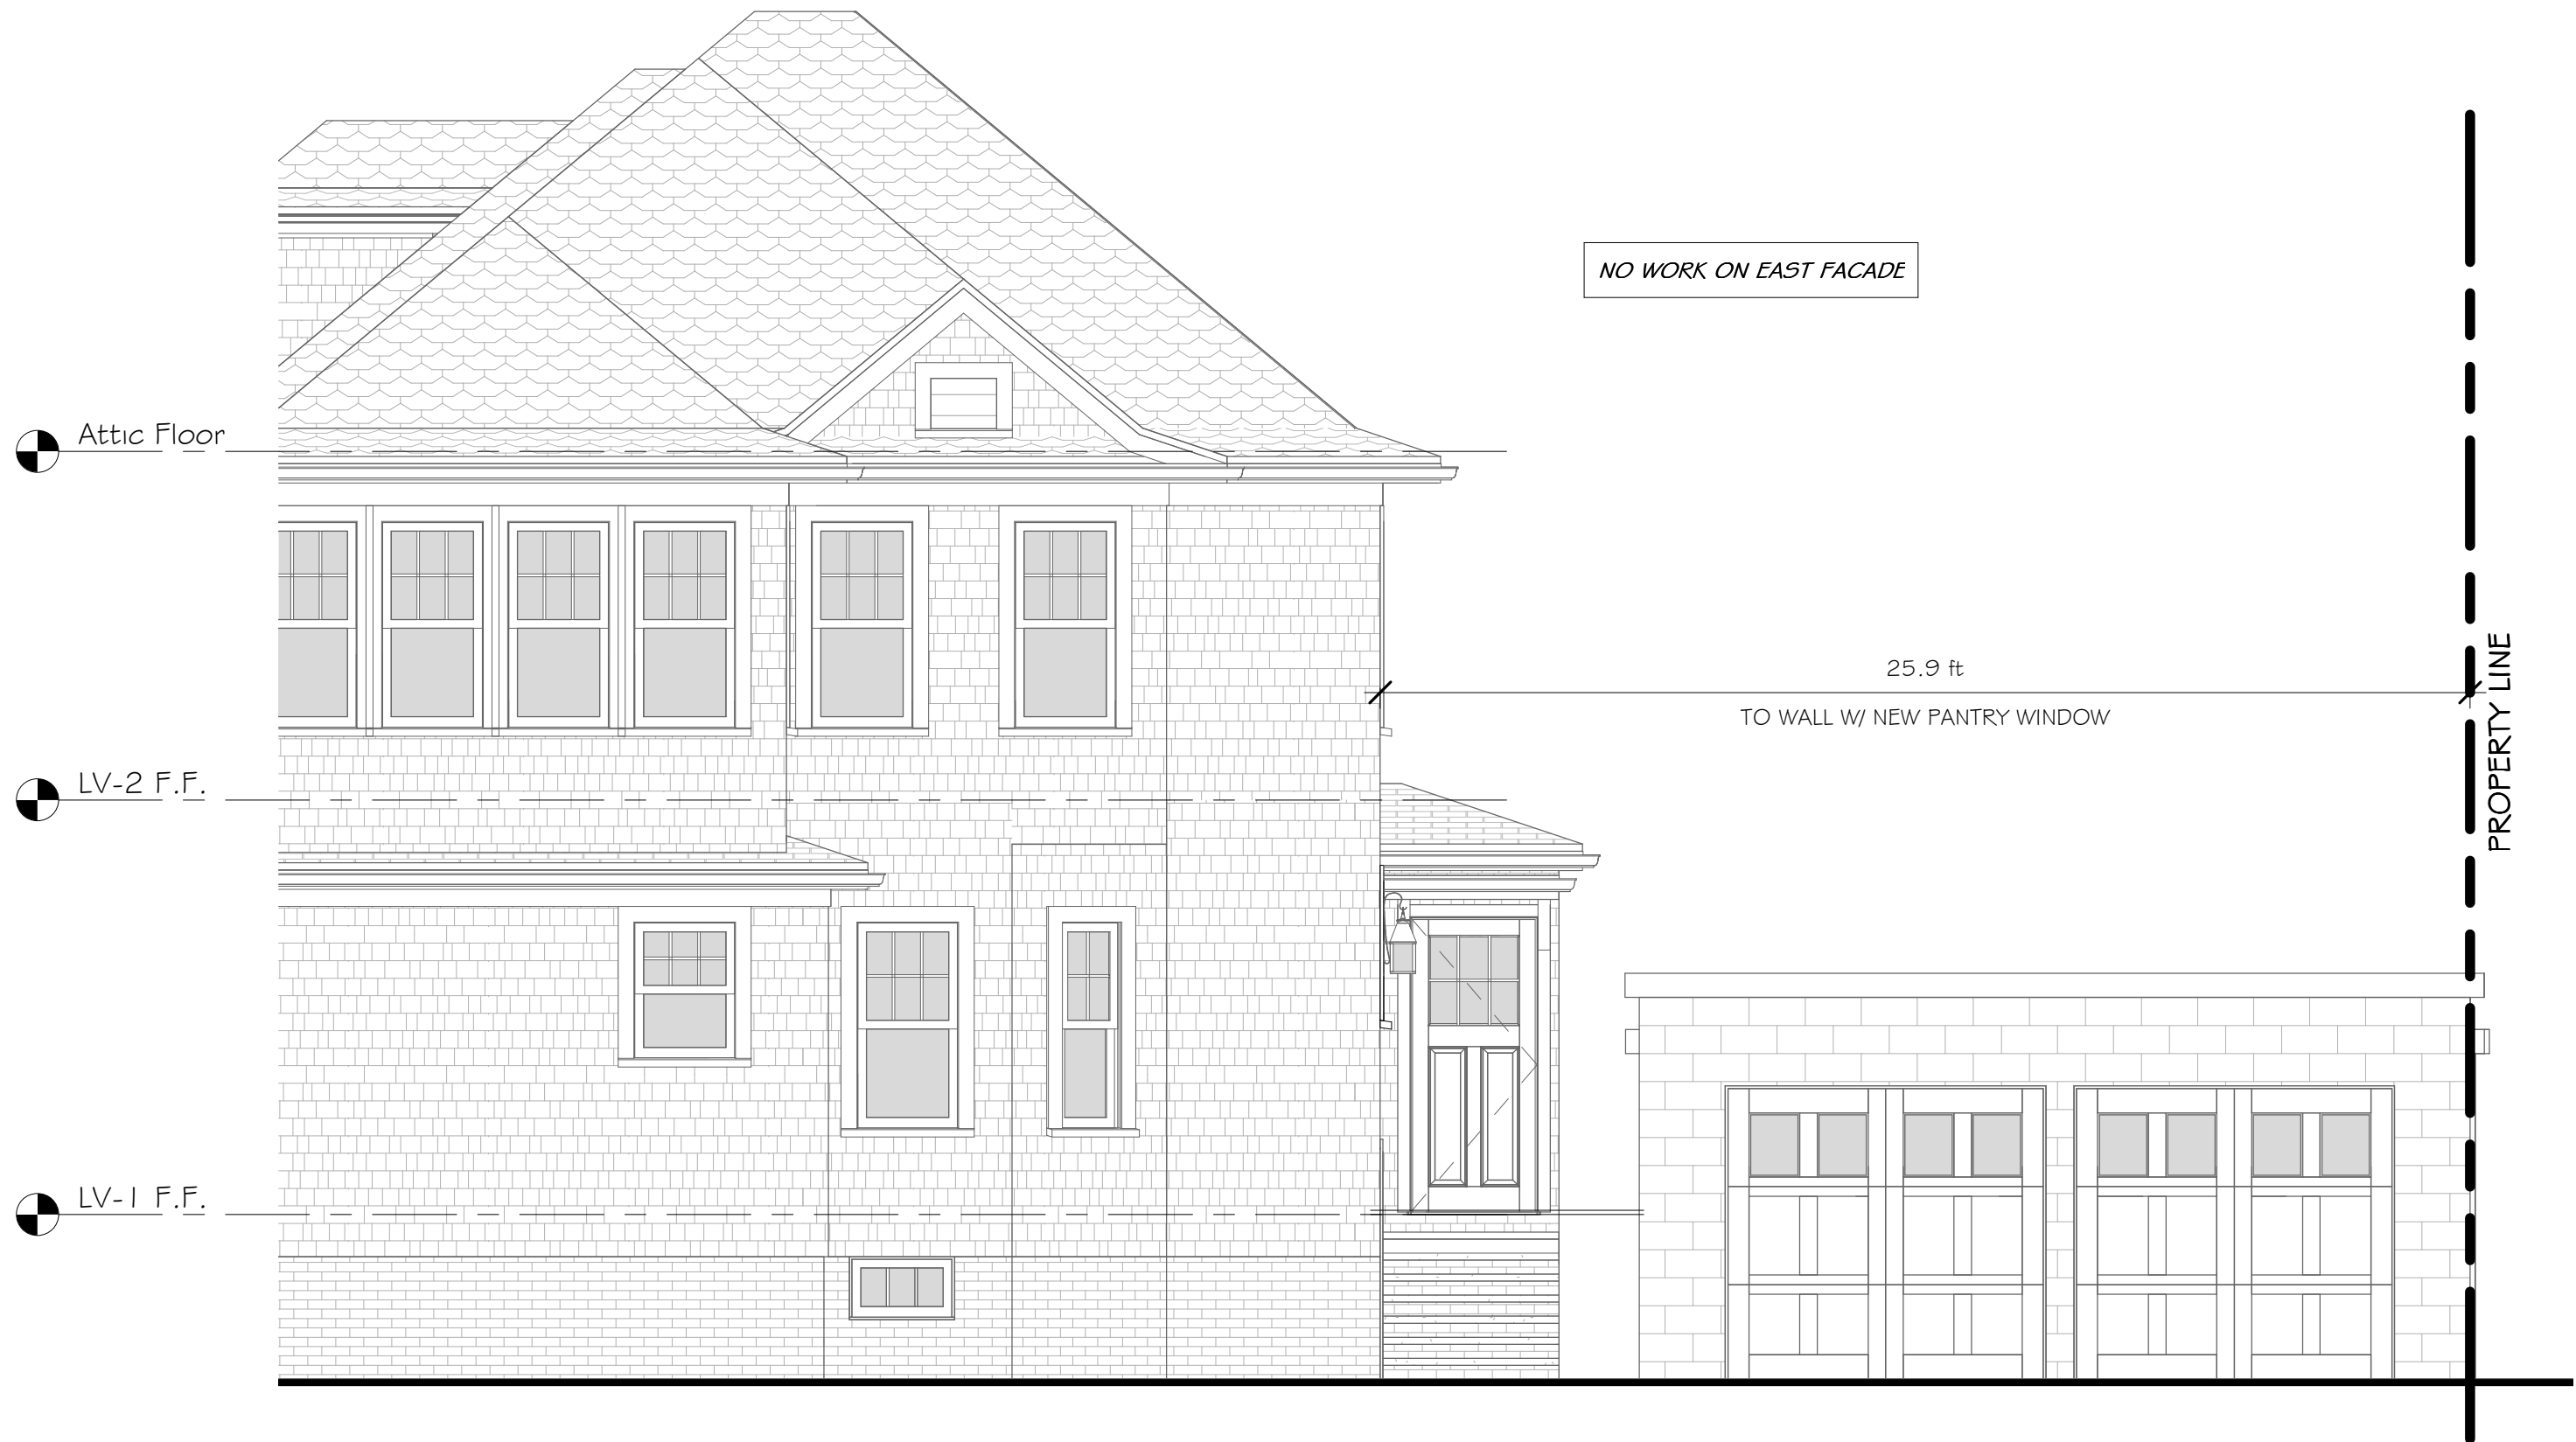 NO WORK ON EAST FACADE
Attic Floor
25.9 ft
TO WALL W/ NEW PANTRY WINDOW
PROPERTY LINE
LV-2 F.F.
LV-1 F.F.